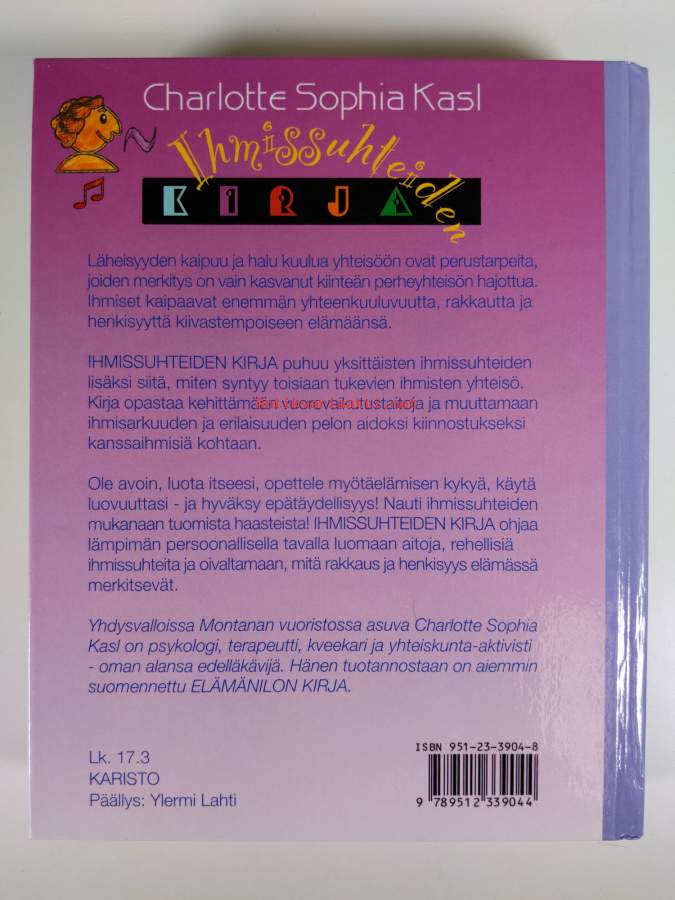 Charlotte Sophia Kasl
Ihmissuhteiden
KIRJA
Läheisyyden kaipuu ja halu kuulua yhteisöön ovat perustarpeita,
joiden merkitys on vain kasvanut kiinteän perheyhteisön hajottua.
Ihmiset kaipaavat enemmän yhteenkuuluvuutta, rakkautta ja
henkisyyttä kiivastempoiseen elämäänsä.
IHMISSUHTEIDEN KIRJA puhuu yksittäisten ihmissuhteiden
lisäksi siitä, miten syntyy toisiaan tukevien ihmisten yhteisö.
Kirja opastaa kehittämään vuorovaikutustaitoja ja muuttamaan
ihmisarkuuden ja erilaisuuden pelon aidoksi kiinnostukseksi
kanssaihmisiä kohtaan.
Ole avoin, luota itseesi, opettele myötäelämisen kykyä, käytä
luovuuttasi - ja hyväksy epätäydellisyys! Nauti ihmissuhteiden
mukanaan tuomista haasteista! IHMISSUHTEIDEN KIRJA ohjaa
lämpimän persoonallisella tavalla luomaan aitoja, rehellisiä
ihmissuhteita ja oivaltamaan, mitä rakkaus ja henkisyys elämässä
merkitsevät.
Yhdysvalloissa Montanan vuoristossa asuva Charlotte Sophia
Kasl on psykologi, terapeutti, kveekari ja yhteiskunta-aktivisti
- oman alansa edelläkävijä. Hänen tuotannostaan on aiemmin
suomennettu ELÄMÄNILON KIRJA.
Lk. 17.3
KARISTO
Päällys: Ylermi Lahti
ISBN 951-23-3904-8
9 789512 339044